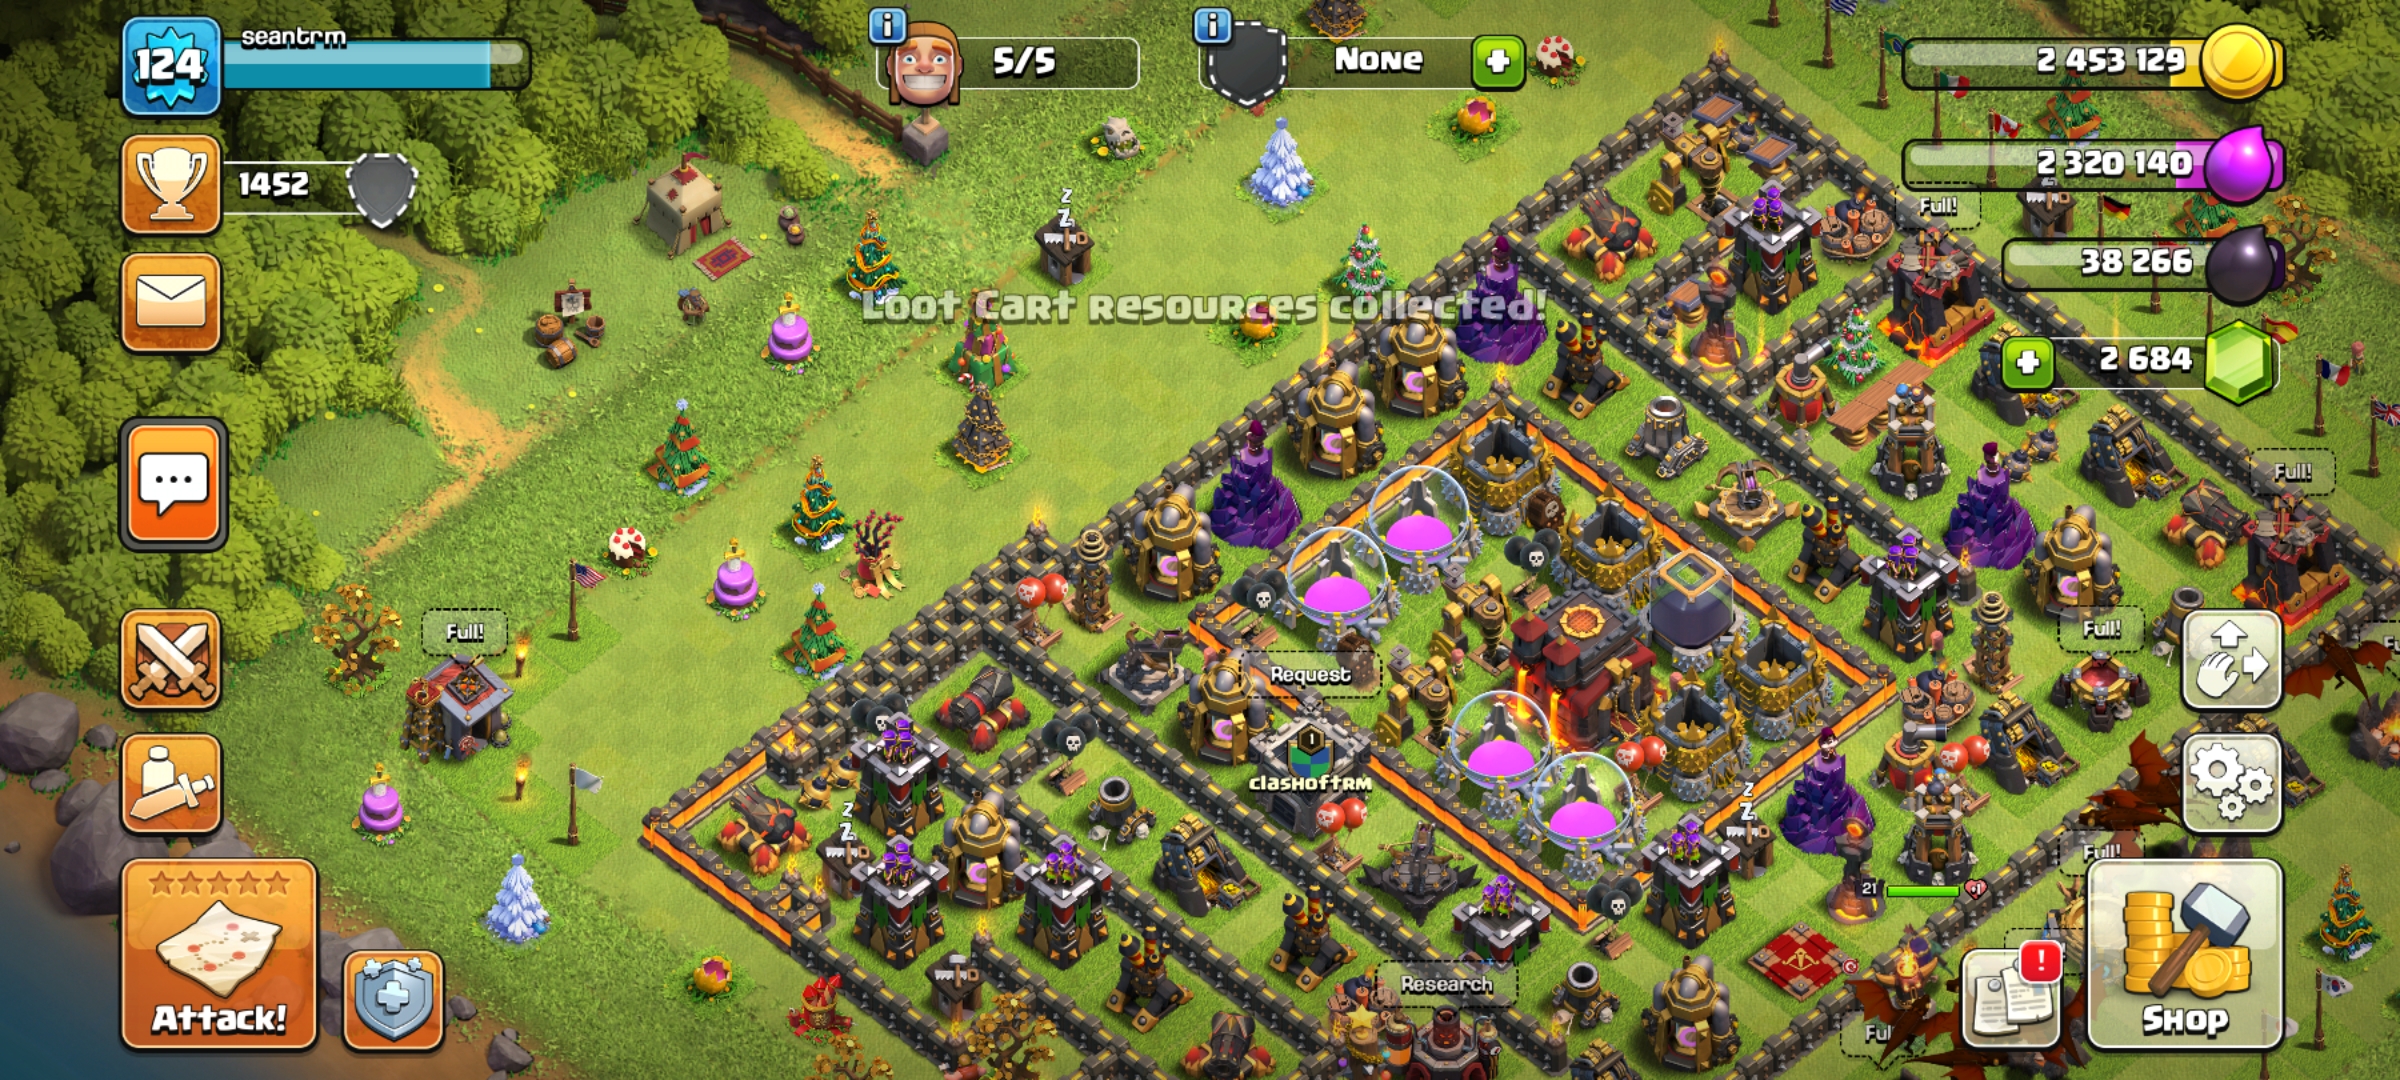 124
seantrm
5/5
None
2 453 129
1452
2 320 140
Full!
38 266
Loot Cart resources collected!
2 684
Full!
Full!
Full!
Request
clashoftrm
Full!
21
Research
Attack!
Shop